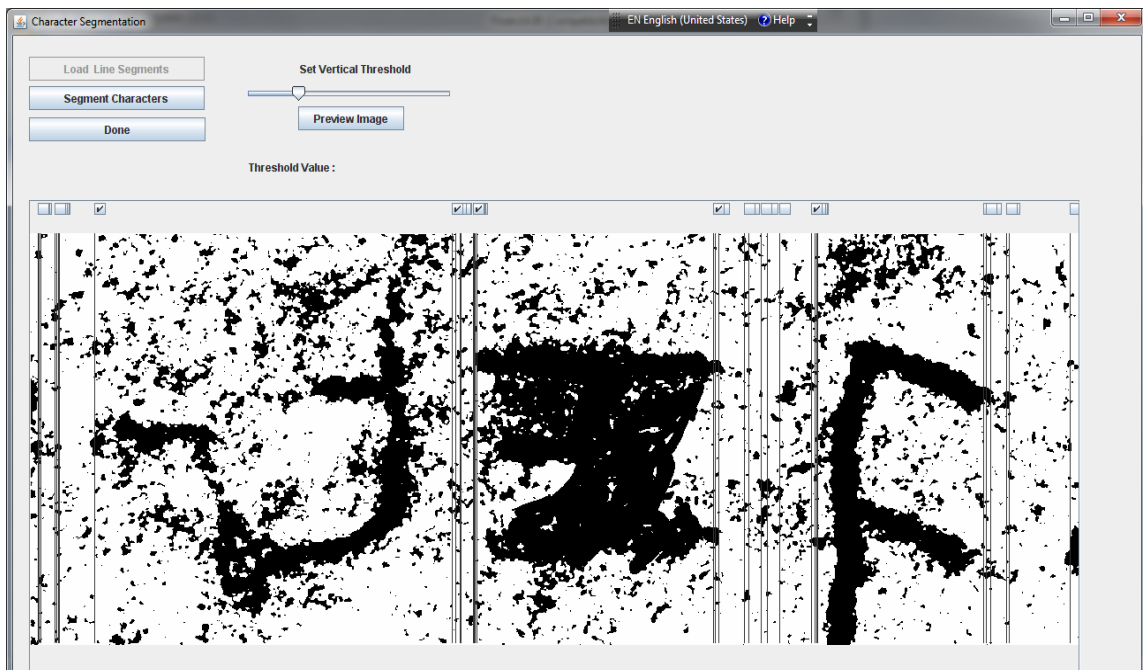 Character Segmentation
EN English (United States) Help
Load Line Segments
Set Vertical Threshold
Segment Characters
Preview Image
Done
Threshold Value :